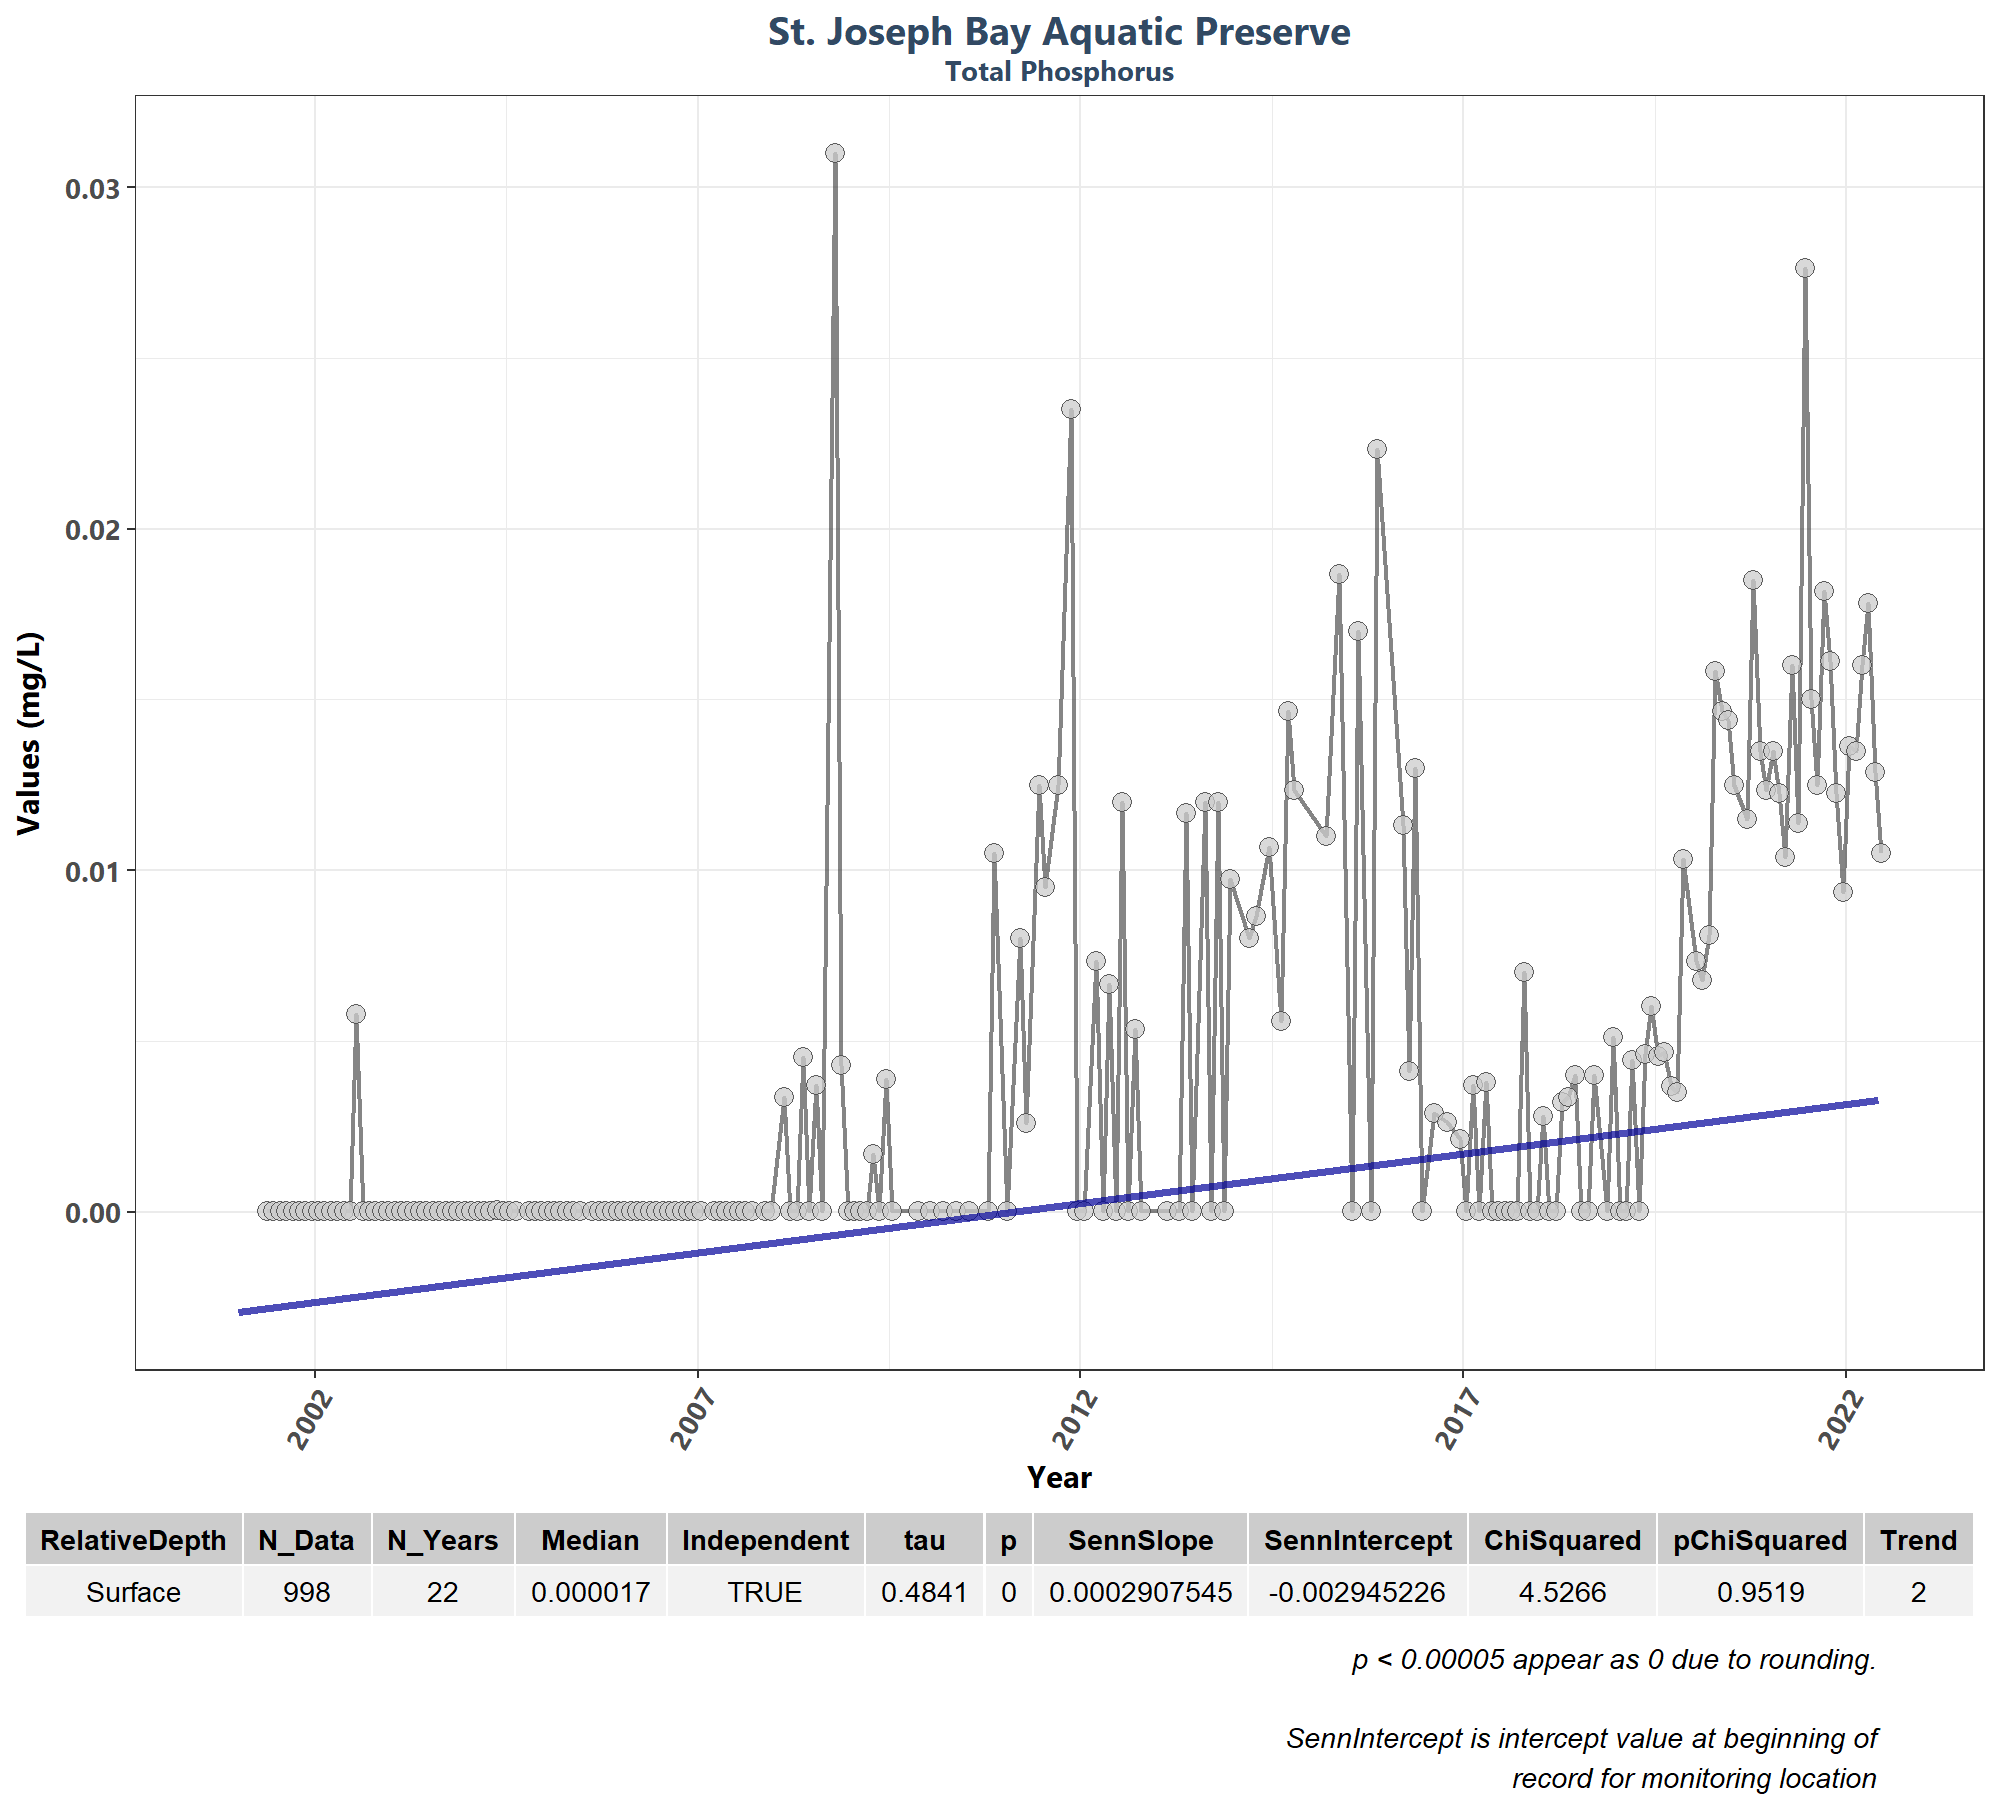 St. Joseph Bay Aquatic Preserve
Total Phosphorus
Values (mg/L)
0.03
0.02
0.01
0.00
2002 2007 2012 2017 2022
Year
RelativeDepth N_Data N_Years Median Independent tau p SennSlope SennIntercept ChiSquared pChiSquared Trend
Surface 998 22 0.000017 TRUE 0.4841 0 0.0002907545 -0.002945226 4.5266 0.9519 2
p < 0.00005 appear as 0 due to rounding.
SennIntercept is intercept value at beginning of
record for monitoring location